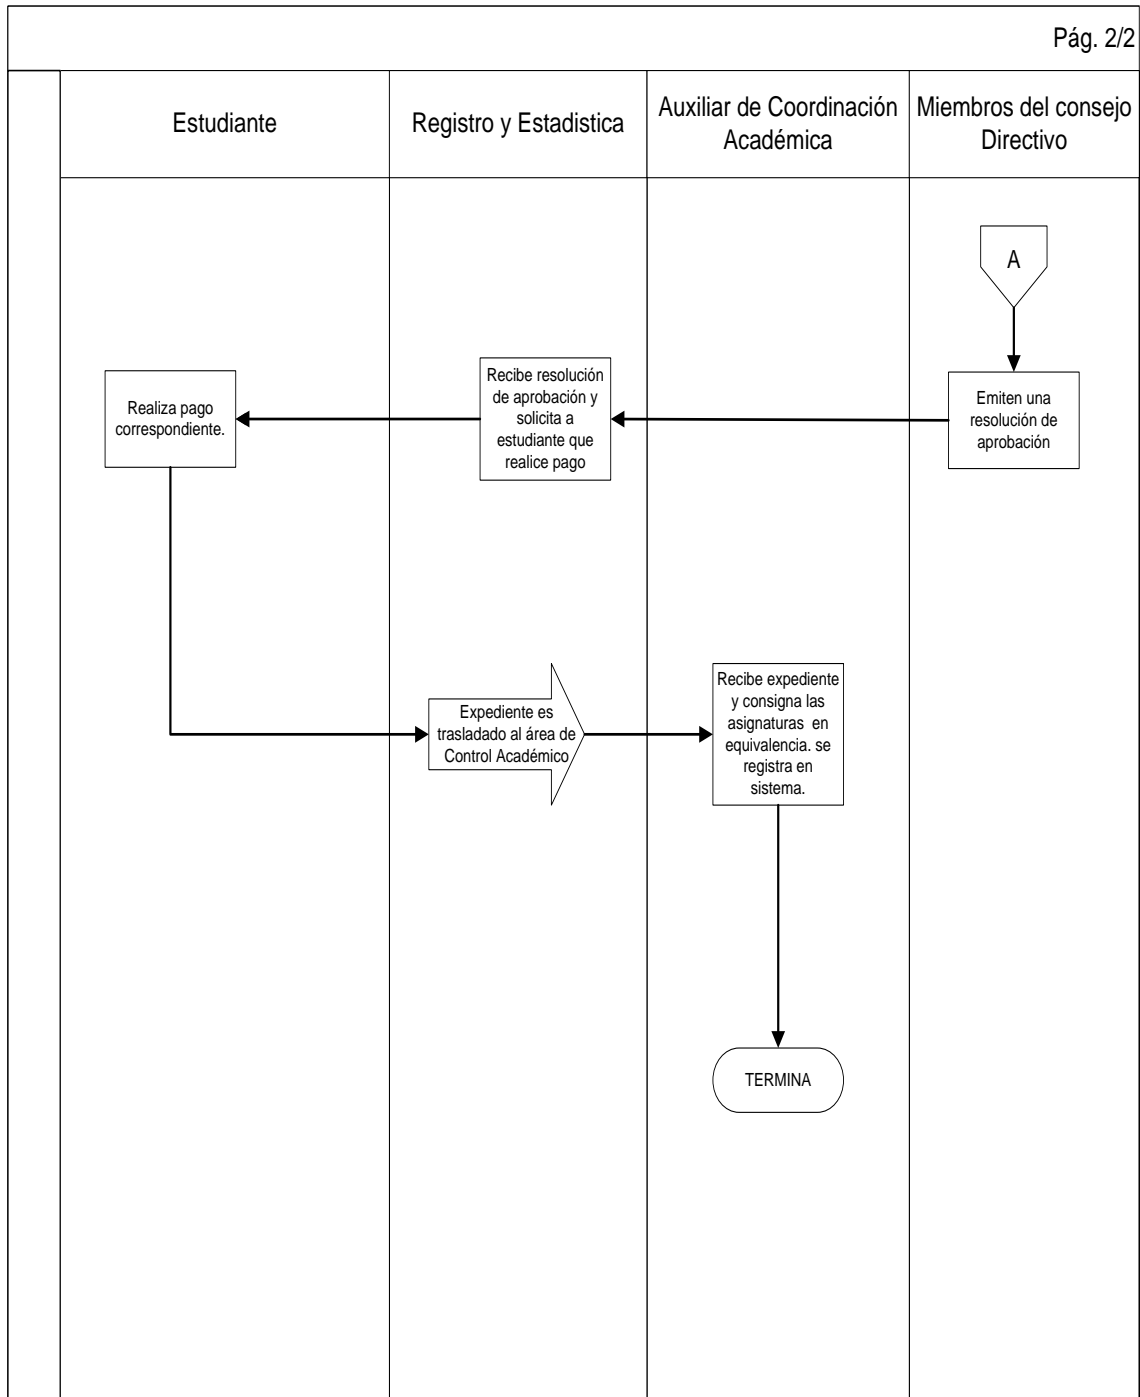 Pág. 2/2
Estudiante
Registro y Estadistica
Auxiliar de Coordinación
Académica
Miembros del consejo
Directivo
A
Emiten una
resolución de
aprobación
Recibe resolución
de aprobación y
solicita a
estudiante que
realice pago
Realiza pago
correspondiente.
Expediente es
trasladado al área de
Control Académico
Recibe expediente
y consigna las
asignaturas en
equivalencia. se
registra en
sistema.
TERMINA